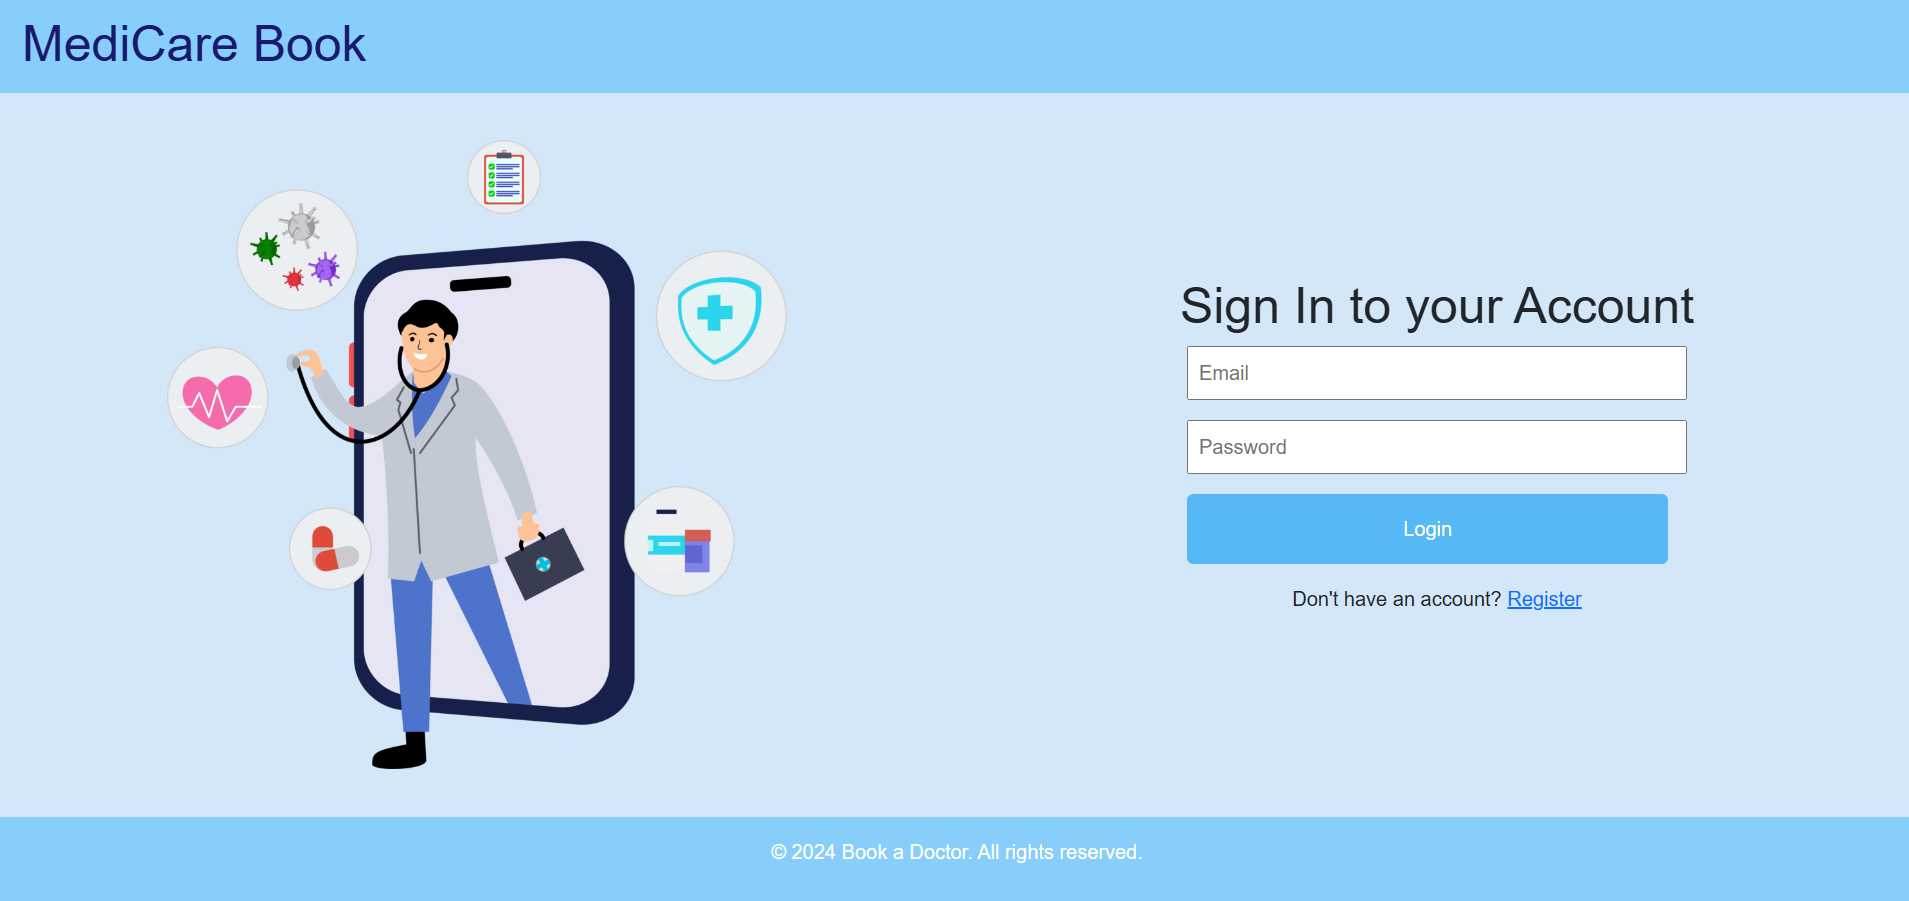 MediCare Book
Sign In to your Account
Email
Password
Login
Don't have an account? Register
© 2024 Book a Doctor. All rights reserved.